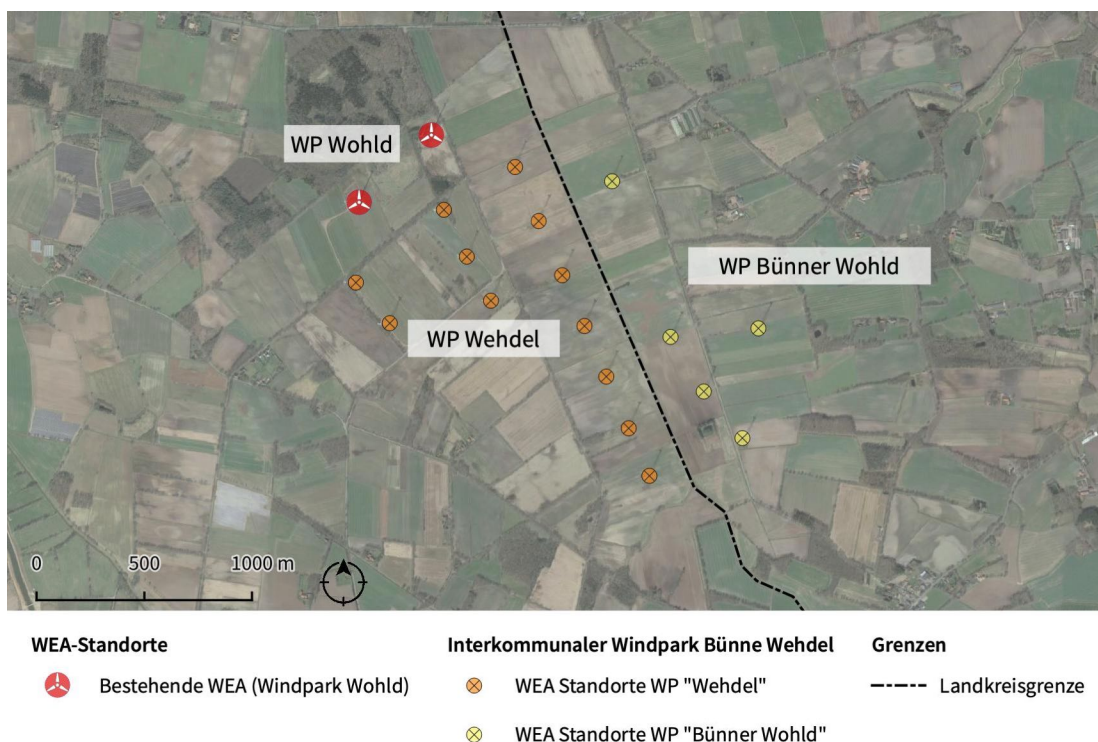 WP Wohld
WP Bünner Wohld
WP Wehdel
0 500 1000 m
WEA-Standorte
Bestehende WEA (Windpark Wohld)
Interkommunaler Windpark Bünne Wehdel
WEA Standorte WP "Wehdel"
WEA Standorte WP "Bünner Wohld"
Grenzen
Landkreisgrenze